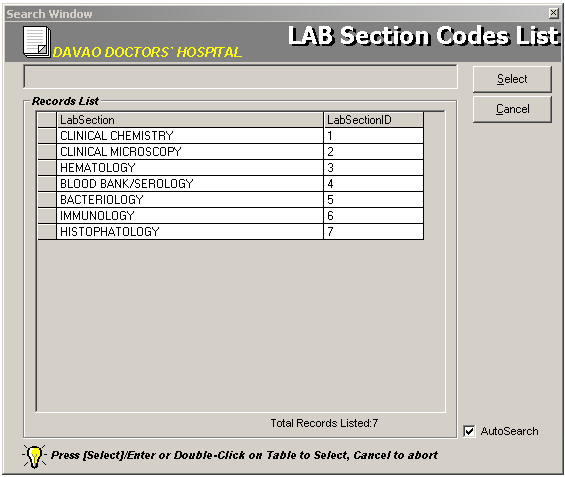 Search Window
DAVAO DOCTORS' HOSPITAL
LAB Section Codes List
Select
Cancel
Records List
LabSection LabSectionID
CLINICAL CHEMISTRY 1
CLINICAL MICROSCOPY 2
HEMATOLOGY 3
BLOOD BANK/SEROLOGY 4
BACTERIOLOGY 5
IMMUNOLOGY 6
HISTOPHATOLOGY 7
Total Records Listed:7
AutoSearch
Press [Select]/Enter or Double-Click on Table to Select, Cancel to abort